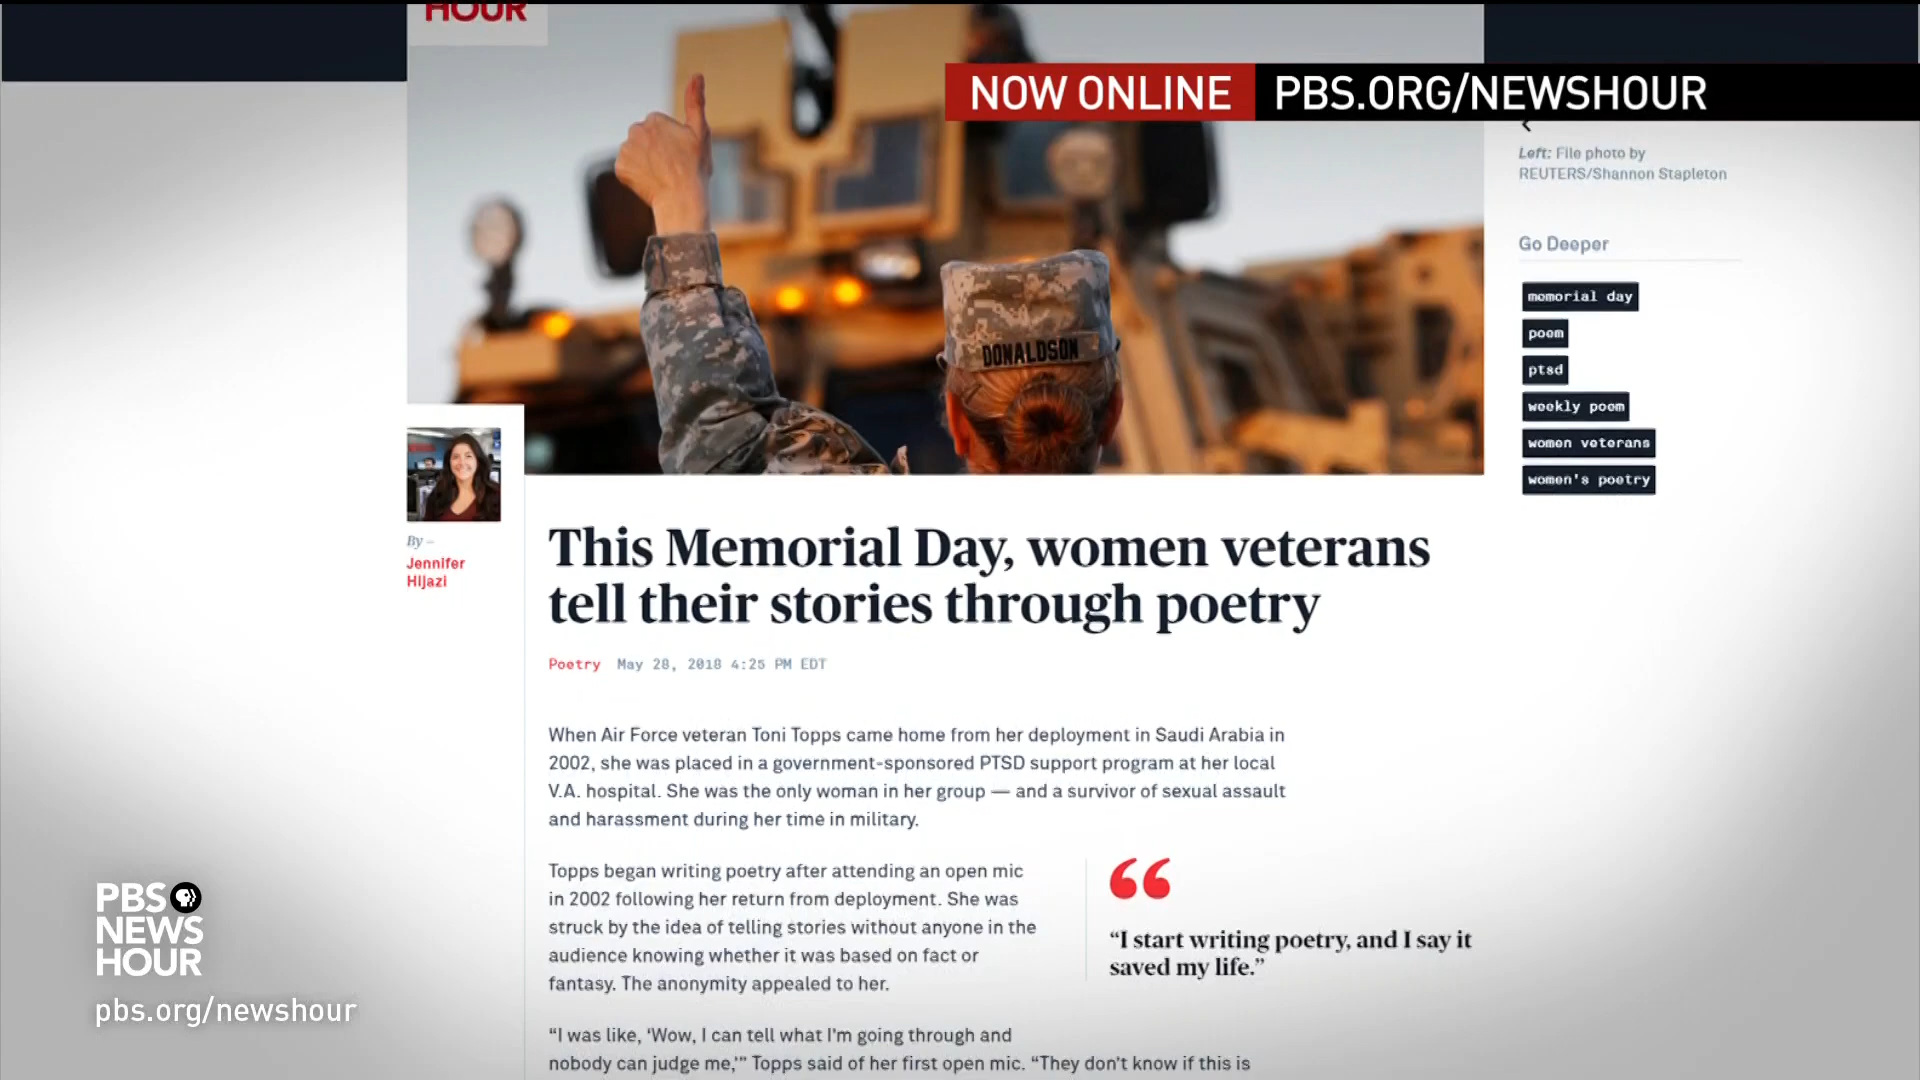 HOUR
NOW ONLINE PBS.ORG/NEWSHOUR
Left: File photo by
REUTERS/Shannon Stapleton
Go Deeper
memorial day
poem
ptsd
weekly poem
women veterans
women's poetry
DONALDSON
By –
Jennifer
Hijazi
This Memorial Day, women veterans
tell their stories through poetry
Poetry May 28, 2018 4:25 PM EDT
When Air Force veteran Toni Topps came home from her deployment in Saudi Arabia in
2002, she was placed in a government-sponsored PTSD support program at her local
V.A. hospital. She was the only woman in her group — and a survivor of sexual assault
and harassment during her time in military.
Topps began writing poetry after attending an open mic
in 2002 following her return from deployment. She was
struck by the idea of telling stories without anyone in the
audience knowing whether it was based on fact or
fantasy. The anonymity appealed to her.
“I start writing poetry, and I say it
saved my life.”
“I was like, ‘Wow, I can tell what I'm going through and
nobody can judge me,’” Topps said of her first open mic. “They don't know if this is
PBS
NEWS
HOUR
pbs.org/newshour